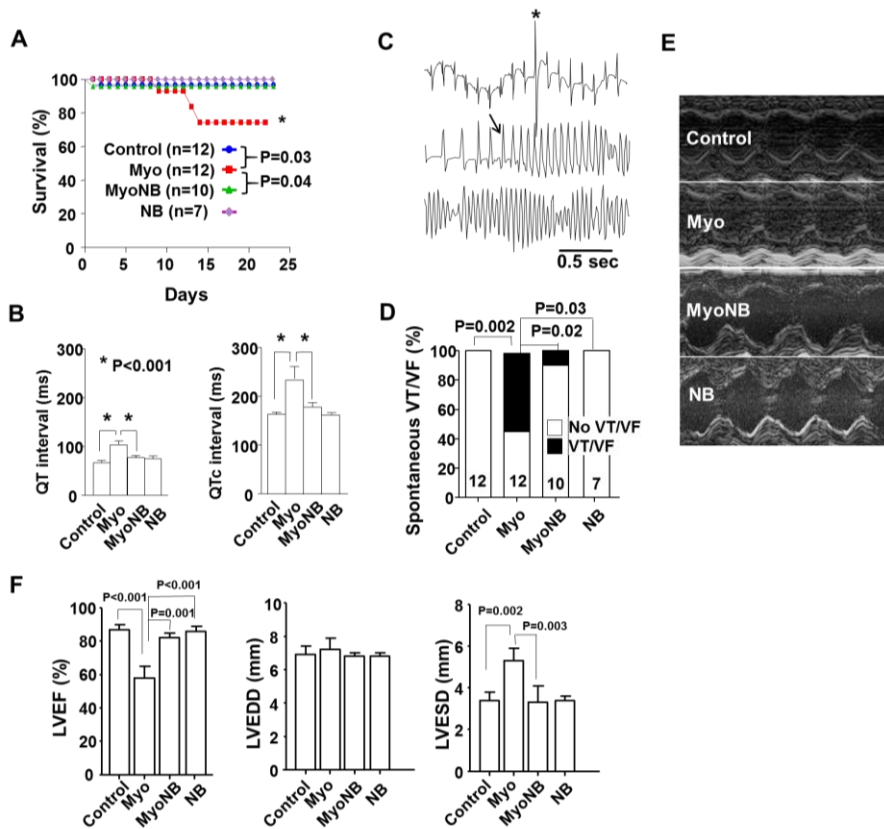 A
Survival (%)
100
80
60
40
20
0
0 5 10 15 20 25
Days
*
Control (n=12)
Myo (n=12)
MyoNB (n=10)
NB (n=7)
P=0.03
P=0.04
B
QT interval (ms)
300
200
100
0
* P<0.001
* *
Control Myo MyoNB NB
QTc interval (ms)
300
200
100
0
* *
Control Myo MyoNB NB
C
*
0.5 sec
D
Spontaneous VT/VF (%)
100
80
60
40
20
0
P=0.03
P=0.002
P=0.02
No VT/VF
VT/VF
12 12 10 7
Control Myo MyoNB NB
E
Control
Myo
MyoNB
NB
F
LVEF (%)
100
80
60
80
20
0
P<0.001
P<0.001
P=0.001
Control Myo MyoNB NB
LVEDD (mm)
10
8
6
4
2
0
Control Myo MyoNB NB
LVESD (mm)
8
6
4
2
0
P=0.002
P=0.003
Control Myo MyoNB NB